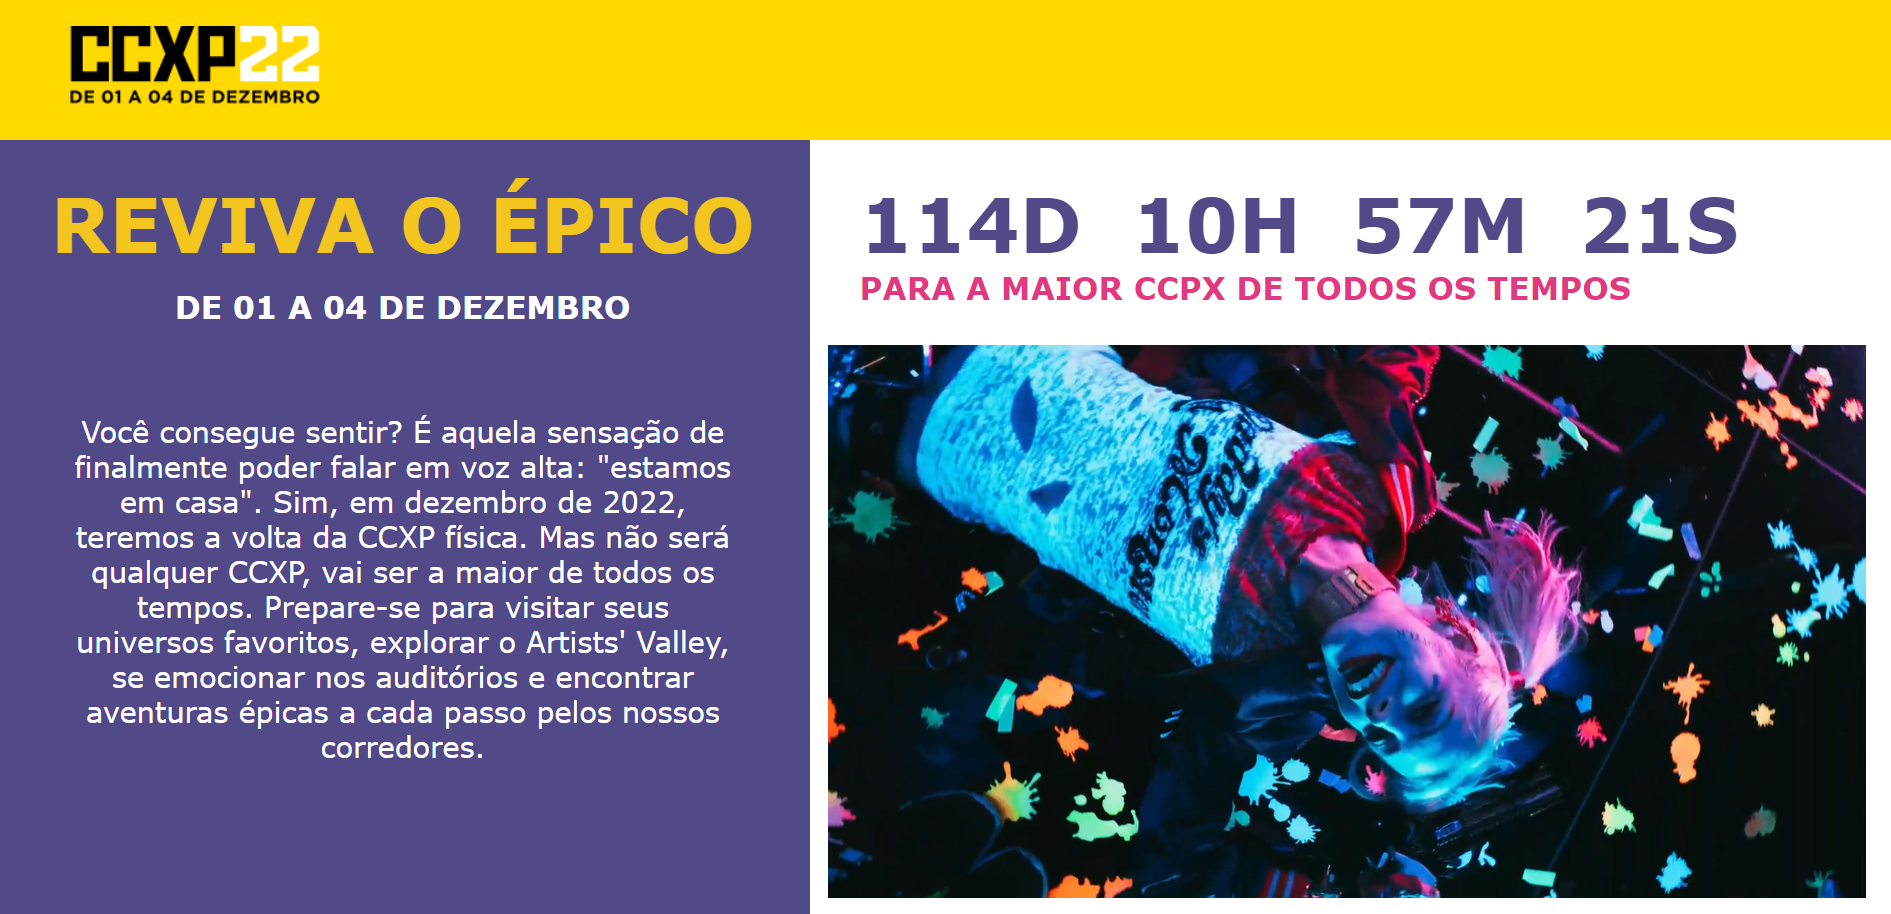 CCXP22
DE 01 A 04 DE DEZEMBRO
REVIVA O ÉPICO
DE 01 A 04 DE DEZEMBRO
Você consegue sentir? É aquela sensação de
finalmente poder falar em voz alta: "estamos
em casa". Sim, em dezembro de 2022,
teremos a volta da CCXP física. Mas não será
qualquer CCXP, vai ser a maior de todos os
tempos. Prepare-se para visitar seus
universos favoritos, explorar o Artists' Valley,
se emocionar nos auditórios e encontrar
aventuras épicas a cada passo pelos nossos
corredores.
114D 10H 57M 21S
PARA A MAIOR CCPX DE TODOS OS TEMPOS